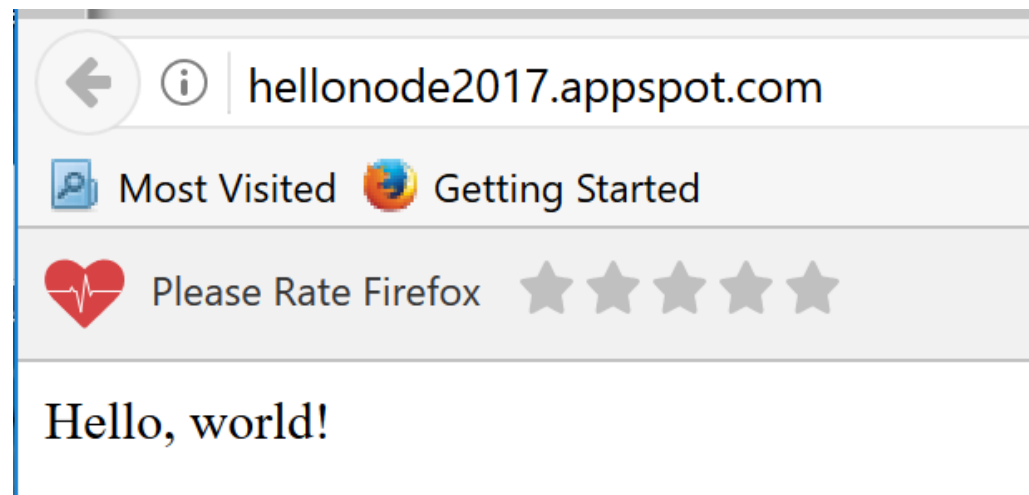 hellonode2017.appspot.com
Most Visited Getting Started
Please Rate Firefox
Hello, world!